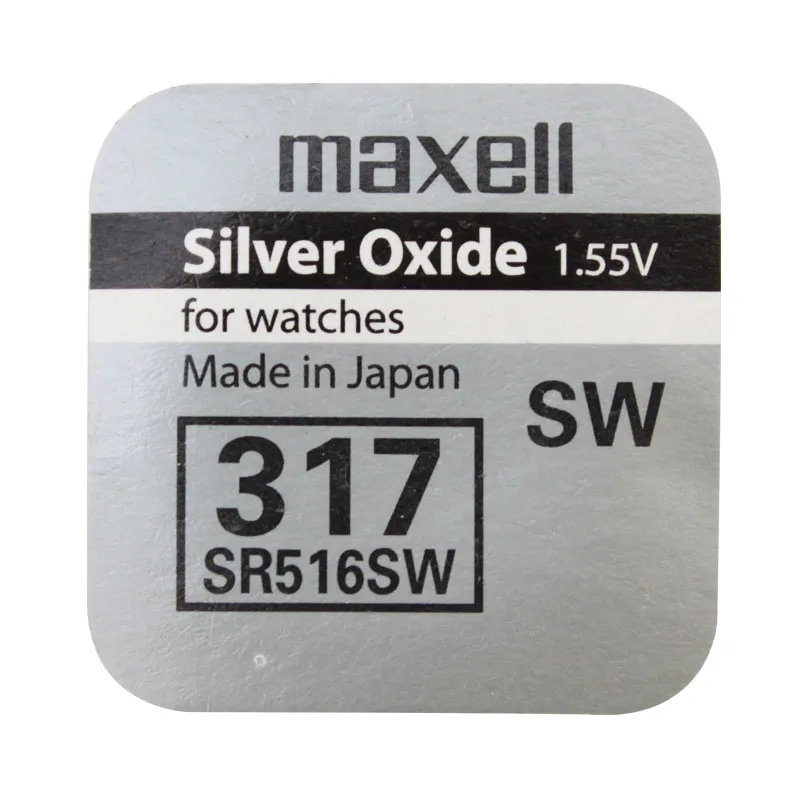 maxell
Silver Oxide 1.55V
for watches
Made in Japan
SW
317
SR516SW